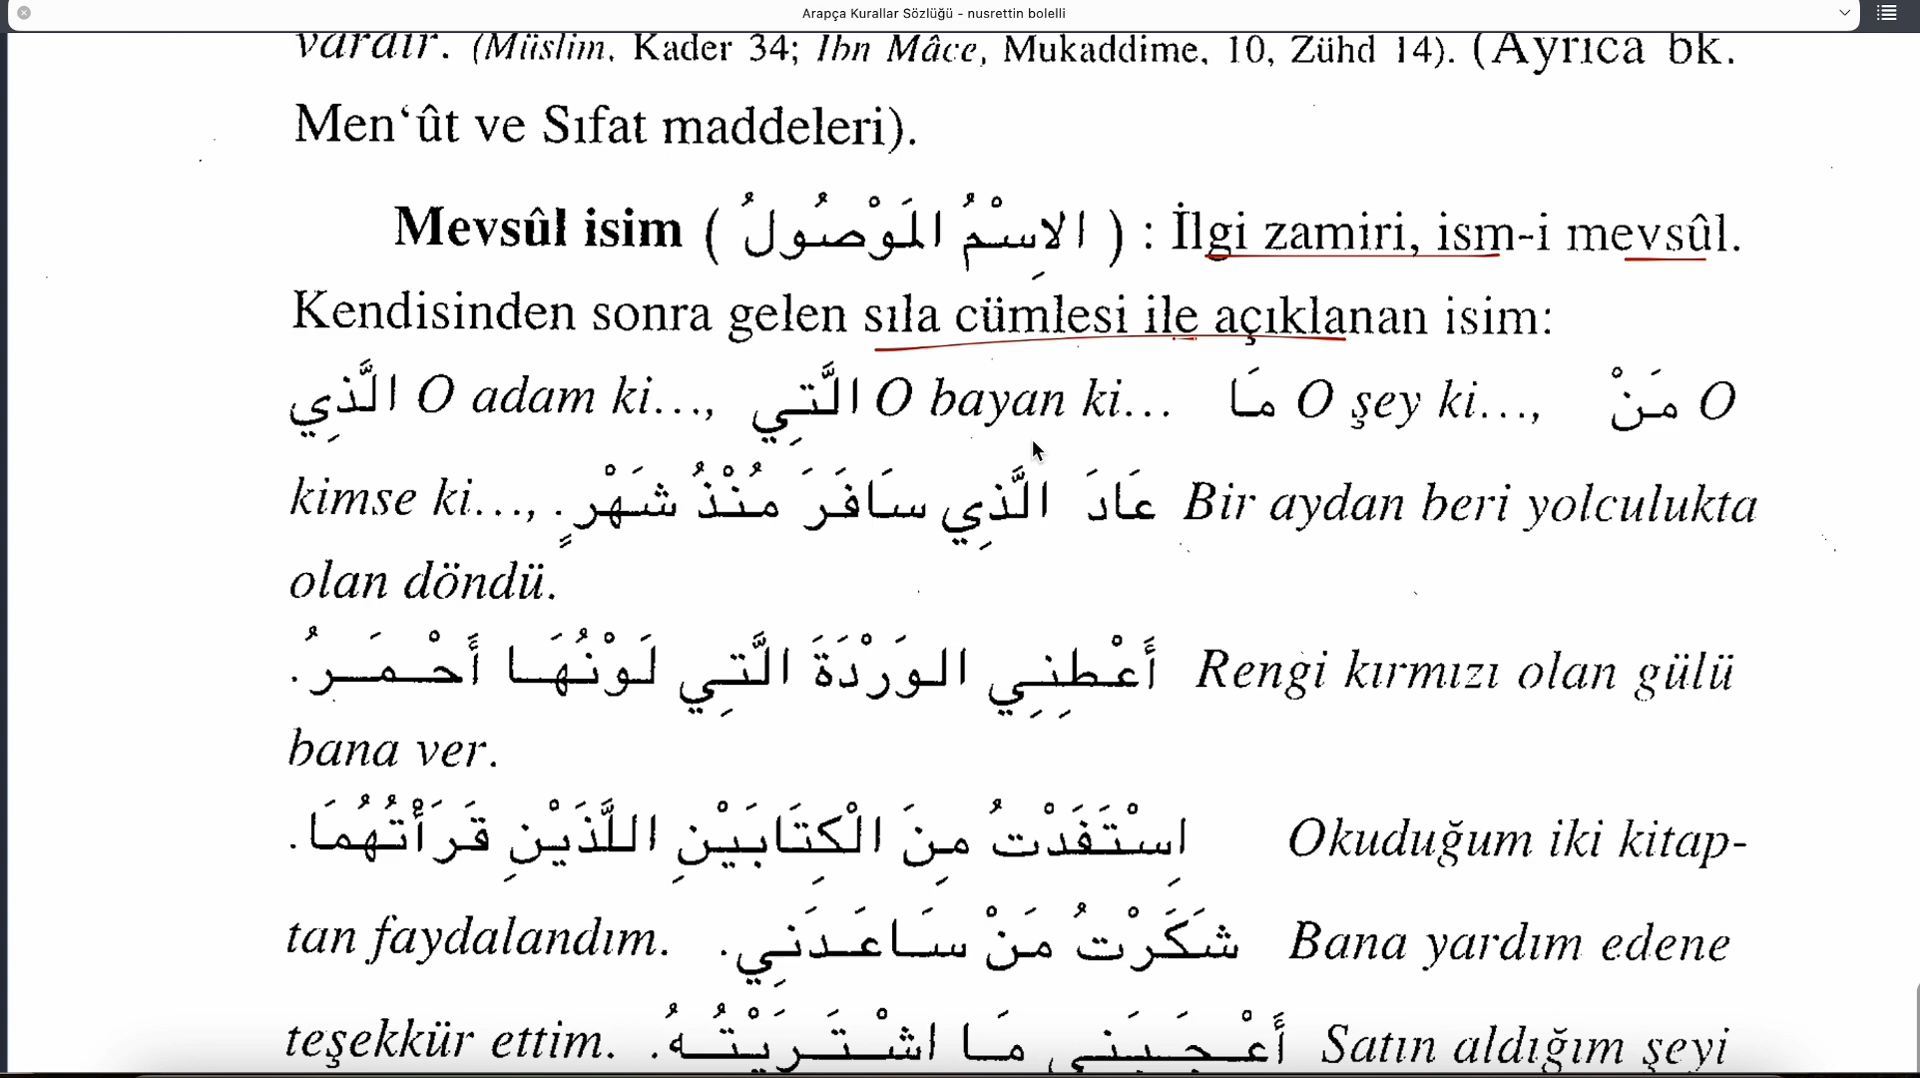 Arapça Kurallar Sözlüğü - nusrettin bolelli
vardır. (Müslim, Kader 34; İbn Mâce, Mukaddime, 10, Zühd 14). (Ayrıca bk.
Men‘ût ve Sıfat maddeleri).
Mevsûl isim ( الاِسْمُ المَوْصُولُ ) : İlgi zamiri, ism-i mevsûl.
Kendisinden sonra gelen sıla cümlesi ile açıklanan isim:
الَّذِي O adam ki..., الَّتِي O bayan ki... مَا O şey ki..., مَنْ O
kimse ki..., عَادَ الَّذِي سَافَرَ مُنْذُ شَهْرٍ. Bir aydan beri yolculukta
olan döndü.
أَعْطِنِي الوَرْدَةَ الَّتِي لَوْنُهَا أَحْمَرُ. Rengi kırmızı olan gülü
bana ver.
اِسْتَفَدْتُ مِنَ الْكِتَابَيْنِ اللَّذَيْنِ قَرَأْتُهُمَا. Okuduğum iki kitap-
tan faydalandım. شَكَرْتُ مَنْ سَاعَدَنِي. Bana yardım edene
teşekkür ettim. أَعْجَبَنِي مَا اشْتَرَيْتُهُ. Satın aldığım şeyi